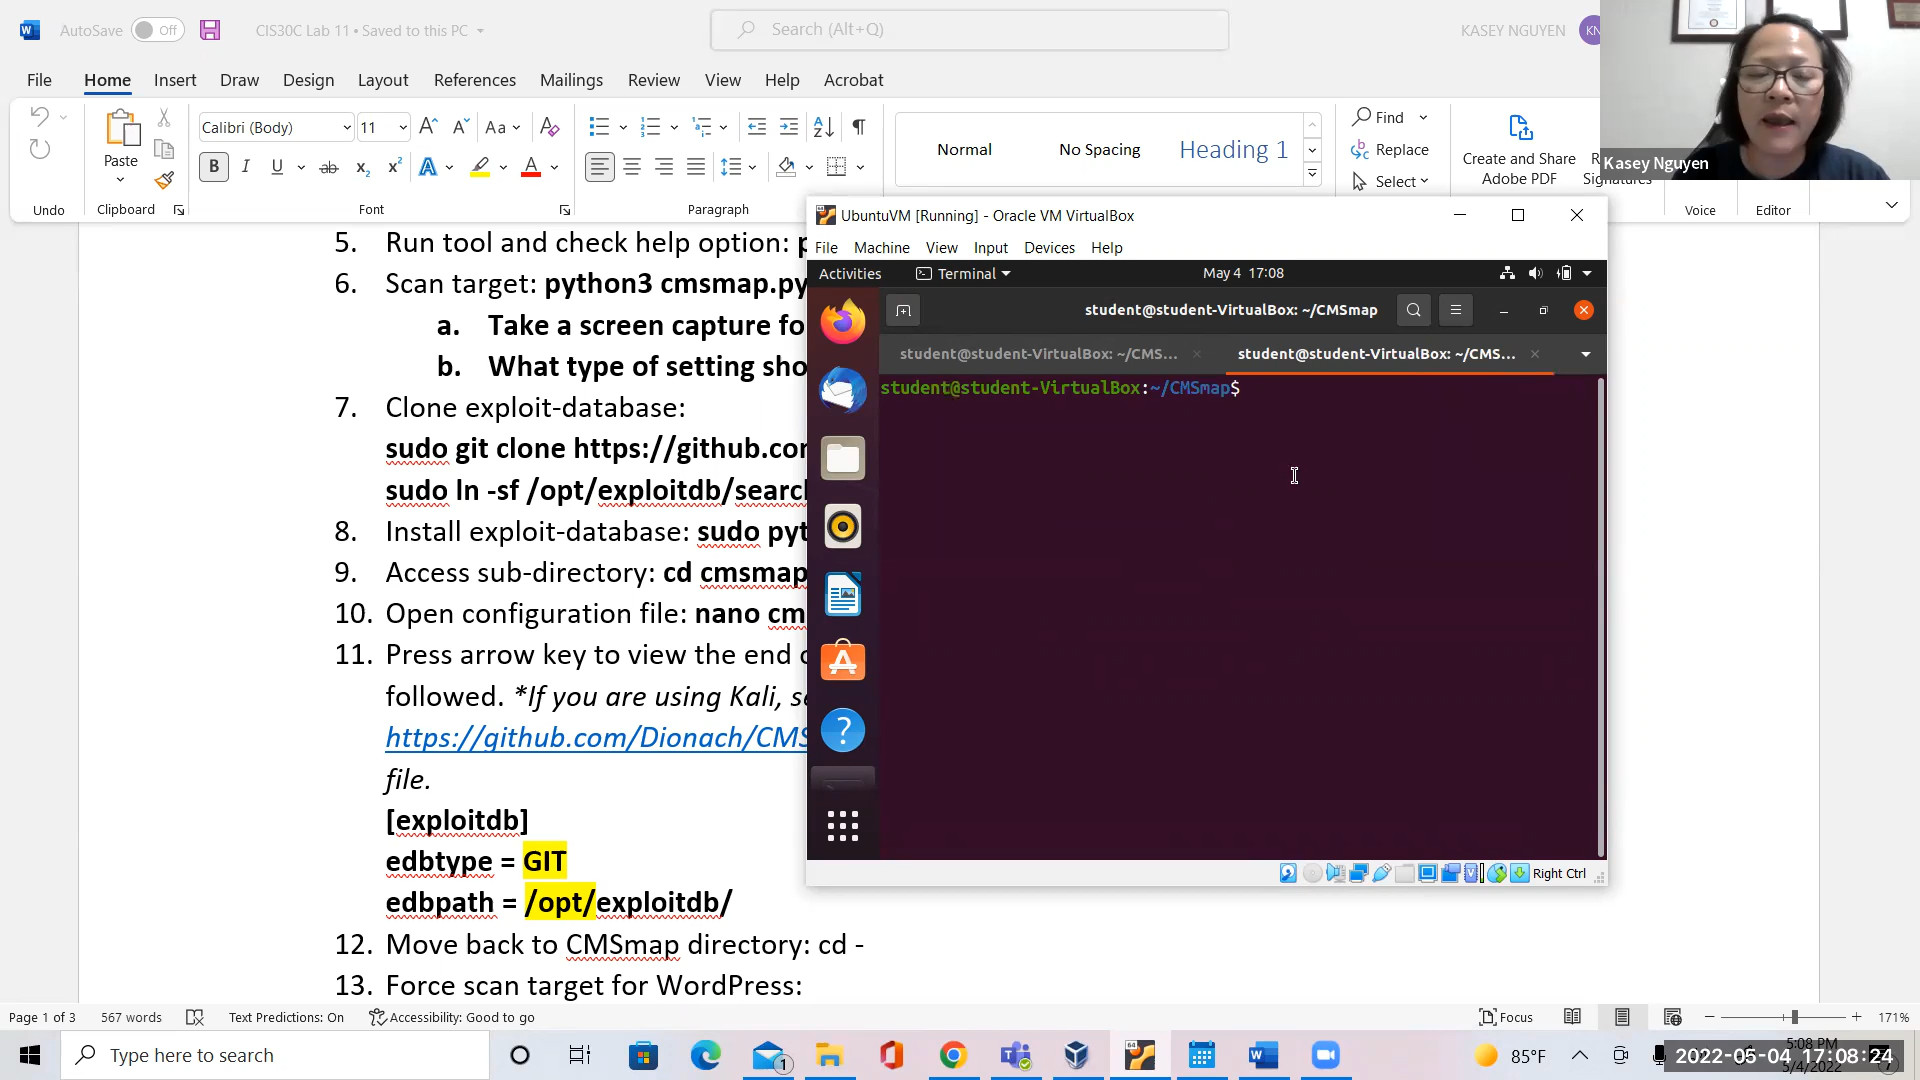 AutoSave Off CIS30C Lab 11 • Saved to this PC Search (Alt+Q) KASEY NGUYEN KN
File Home Insert Draw Design Layout References Mailings Review View Help Acrobat
Paste Calibri (Body) 11 Aa Normal No Spacing Heading 1 Find Replace Select Create and Share Adobe PDF
Kasey Nguyen
Undo Clipboard Font Paragraph Voice Editor
5. Run tool and check help option: p
6. Scan target: python3 cmsmap.py
a. Take a screen capture fo
b. What type of setting sho
7. Clone exploit-database:
sudo git clone https://github.con
sudo ln -sf /opt/exploitdb/search
8. Install exploit-database: sudo pyt
9. Access sub-directory: cd cmsmap
10. Open configuration file: nano cm
11. Press arrow key to view the end o
followed. *If you are using Kali, se
https://github.com/Dionach/CMS
file.
[exploitdb]
edbtype = GIT
edbpath = /opt/exploitdb/
12. Move back to CMSmap directory: cd -
13. Force scan target for WordPress:
UbuntuVM [Running] - Oracle VM VirtualBox
File Machine View Input Devices Help
Activities Terminal May 4 17:08
student@student-VirtualBox: ~/CMSmap
student@student-VirtualBox: ~/CMS... student@student-VirtualBox: ~/CMS...
student@student-VirtualBox:~/CMSmap$
Right Ctrl
Page 1 of 3 567 words Text Predictions: On Accessibility: Good to go Focus 171%
Type here to search 85°F
2022-05-04 17:08:24